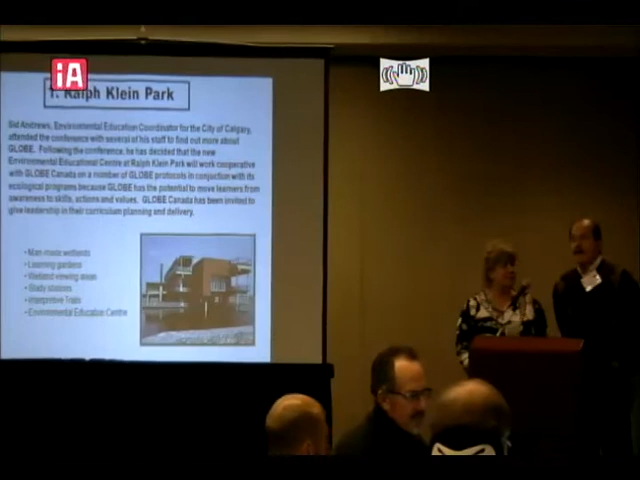 iA
1. Ralph Klein Park
Sid Andrews, Environmental Education Coordinator for the City of Calgary,
attended the conference with several of his staff to find out more about
GLOBE. Following the conference, he has decided that the new
Environmental Educational Centre at Ralph Klein Park will work cooperative
with GLOBE Canada on a number of GLOBE protocols in conjunction with its
ecological programs because GLOBE has the potential to move learners from
awareness to skills, actions and values. GLOBE Canada has been invited to
give leadership in their curriculum planning and delivery.
• Man-made wetlands
• Learning gardens
• Wetland viewing areas
• Study stations
• Interpretive Trails
• Environmental Education Centre